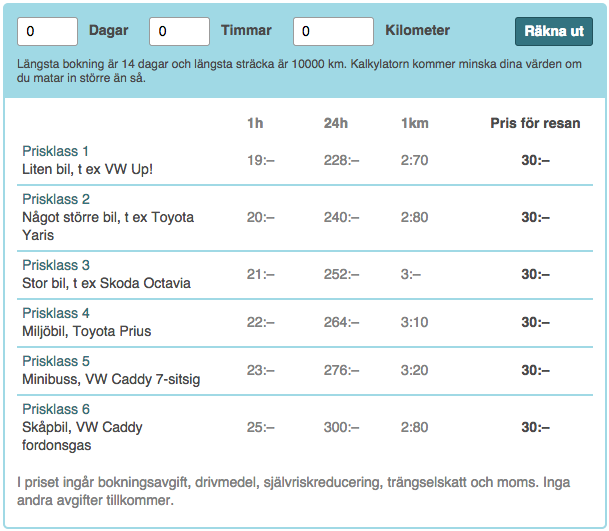 0 Dagar 0 Timmar 0 Kilometer Räkna ut
Längsta bokning är 14 dagar och längsta sträcka är 10000 km. Kalkylatorn kommer minska dina värden om
du matar in större än så.
1h 24h 1km Pris för resan
Prisklass 1
Liten bil, t ex VW Up! 19:– 228:– 2:70 30:–
Prisklass 2
Något större bil, t ex Toyota 20:– 240:– 2:80 30:–
Yaris
Prisklass 3
Stor bil, t ex Skoda Octavia 21:– 252:– 3:– 30:–
Prisklass 4
Miljöbil, Toyota Prius 22:– 264:– 3:10 30:–
Prisklass 5
Minibuss, VW Caddy 7-sitsig 23:– 276:– 3:20 30:–
Prisklass 6
Skåpbil, VW Caddy 25:– 300:– 2:80 30:–
fordonsgas
I priset ingår bokningsavgift, drivmedel, självriskreducering, trängselskatt och moms. Inga
andra avgifter tillkommer.